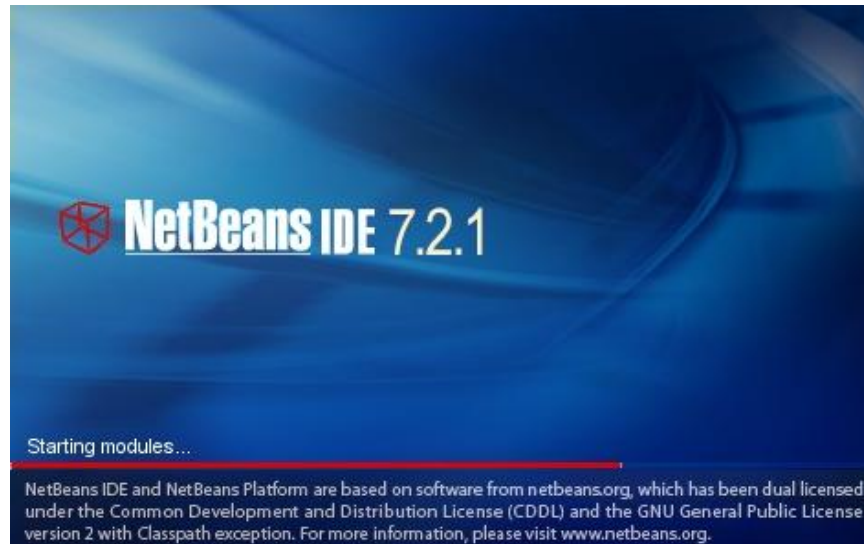 NetBeans IDE 7.2.1
Starting modules...
NetBeans IDE and NetBeans Platform are based on software from netbeans.org, which has been dual licensed
under the Common Development and Distribution License (CDDL) and the GNU General Public License
version 2 with Classpath exception. For more information, please visit www.netbeans.org.